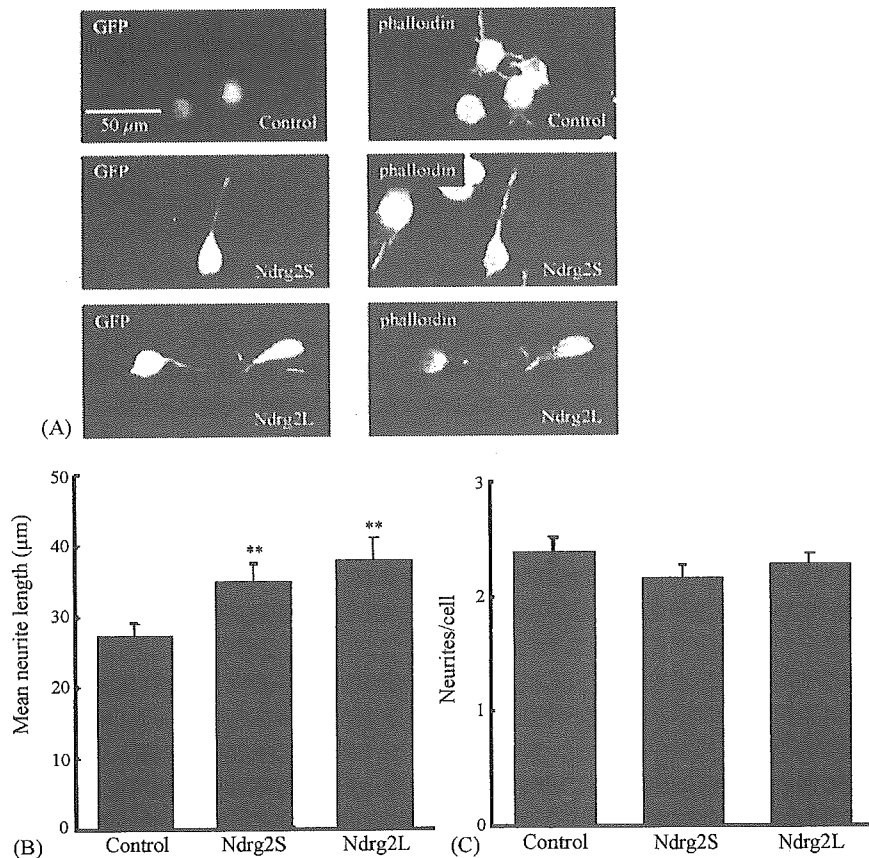 GFP
phalloidin
50 μm
Control
Control
GFP
phalloidin
Ndrg2S
Ndrg2S
GFP
phalloidin
Ndrg2L
Ndrg2L
(A)
50
40
30
20
10
0
Mean neurite length (μm)
**
**
Control
Ndrg2S
Ndrg2L
(B)
3
2
1
0
Neurites/cell
Control
Ndrg2S
Ndrg2L
(C)